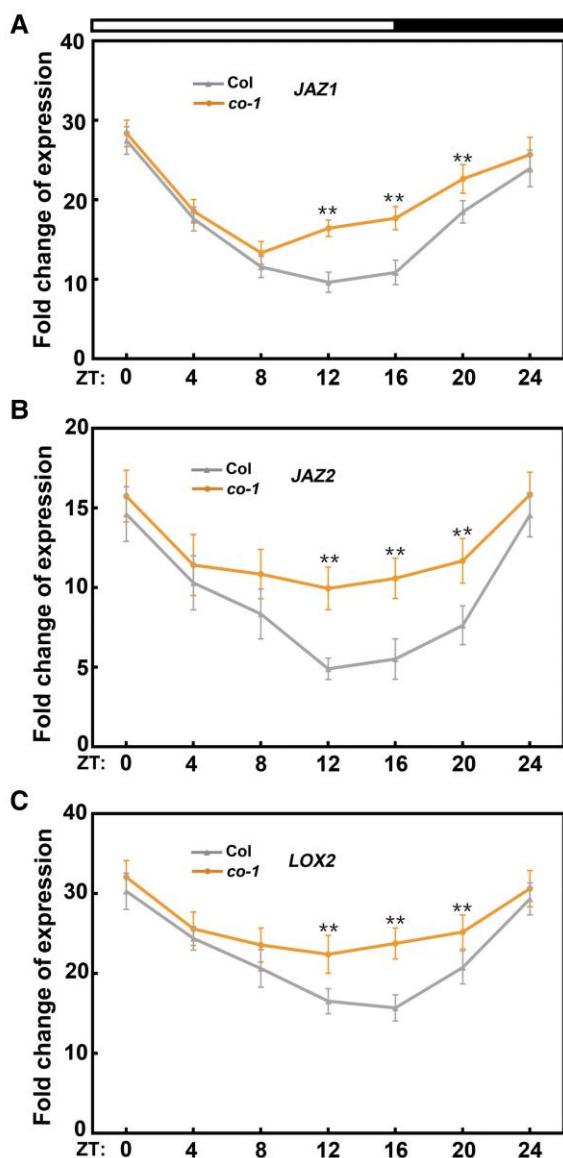 A
Fold change of expression
40
30
20
10
0
Col
co-1
JAZ1
**
**
**
ZT: 0 4 8 12 16 20 24
B
Fold change of expression
20
15
10
5
0
Col
co-1
JAZ2
**
**
**
ZT: 0 4 8 12 16 20 24
C
Fold change of expression
40
30
20
10
0
Col
co-1
LOX2
**
**
**
ZT: 0 4 8 12 16 20 24